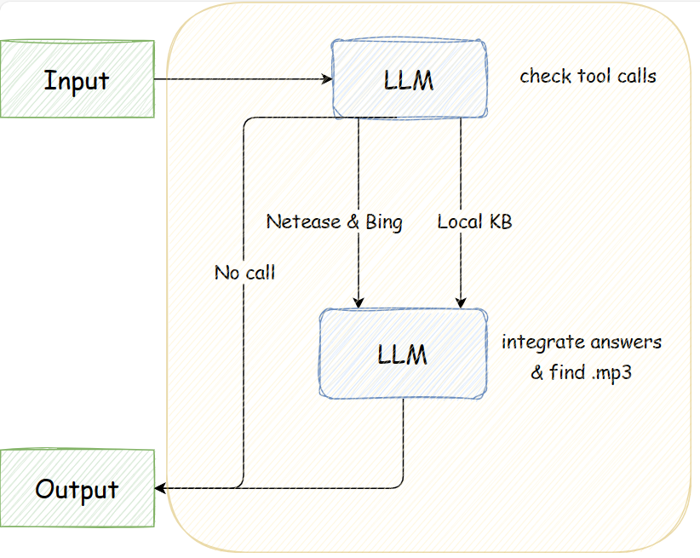 Input
LLM
check tool calls
Netease & Bing
Local KB
No call
LLM
integrate answers
& find .mp3
Output